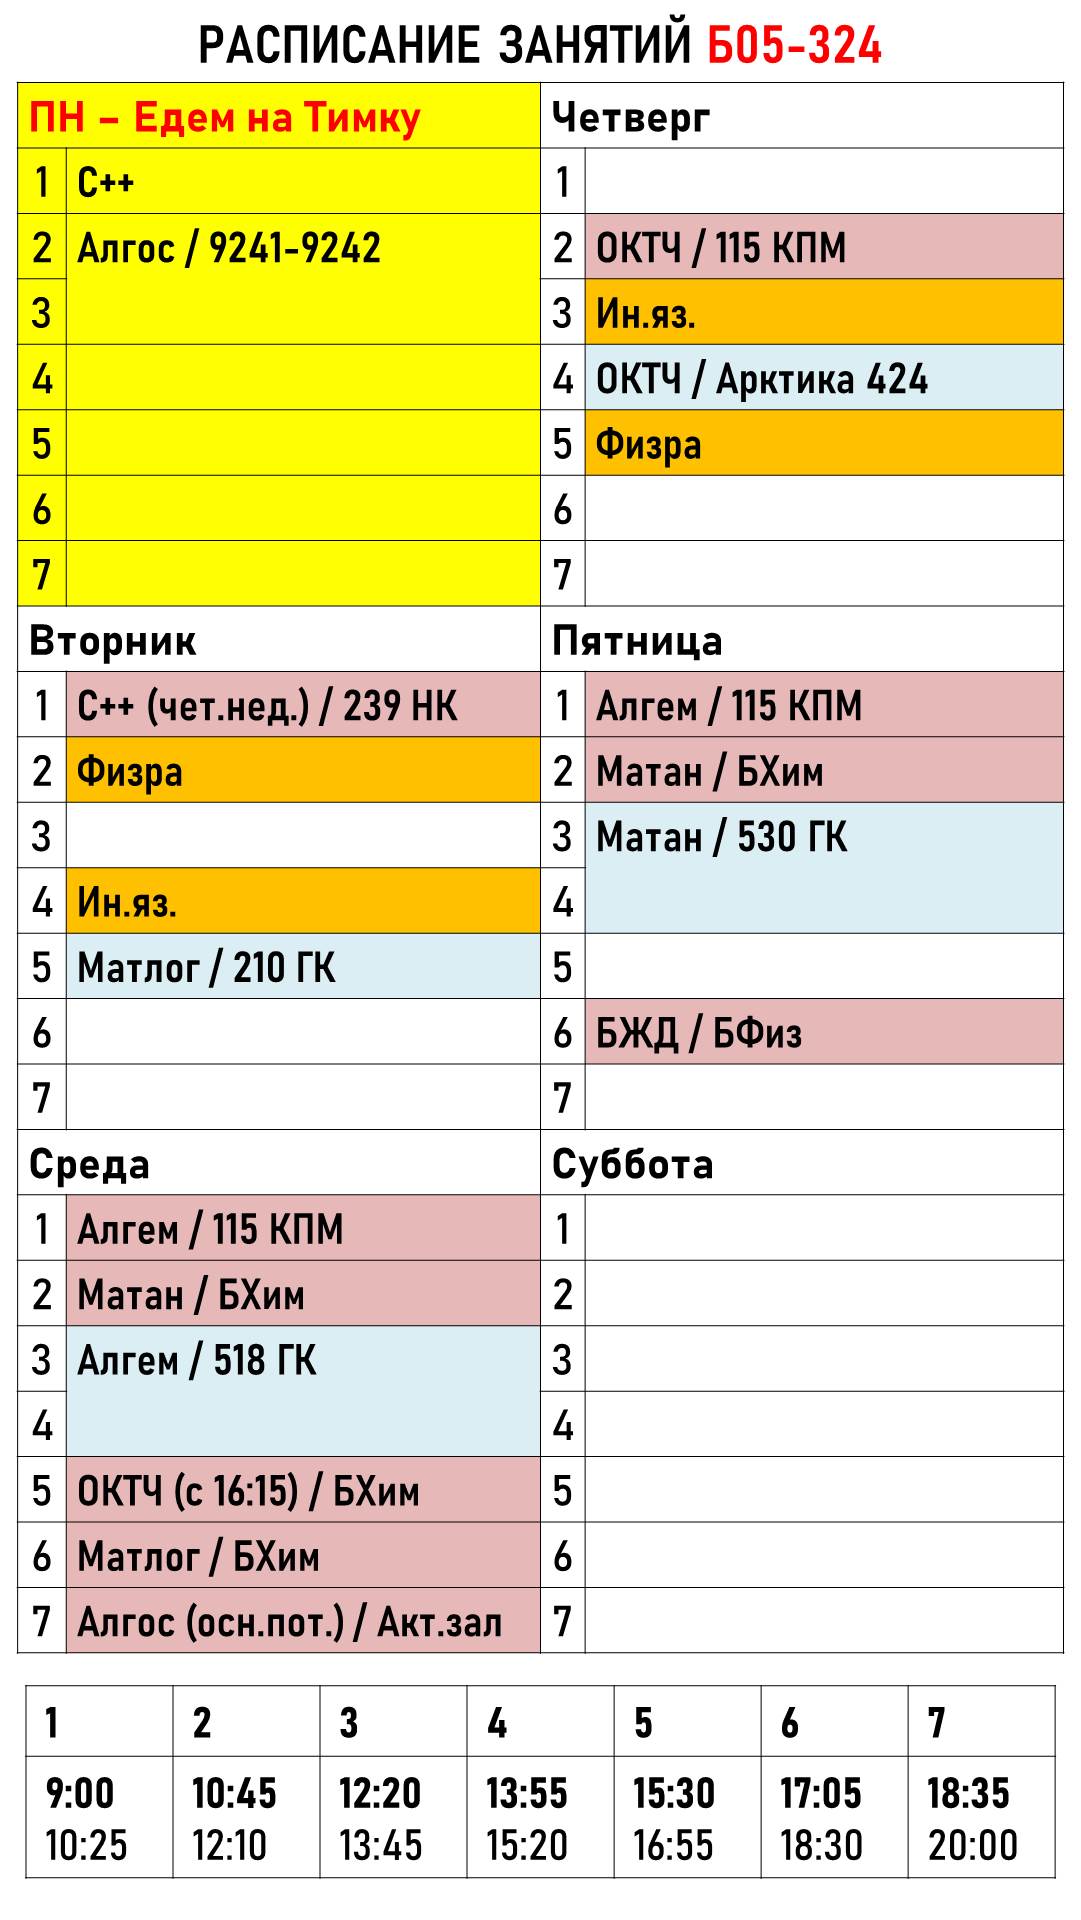 РАСПИСАНИЕ ЗАНЯТИЙ Б05-324
ПН – Едем на Тимку
1 С++
2 Алгос / 9241-9242
3
4
5
6
7
Вторник
1 С++ (чет.нед.) / 239 НК
2 Физра
3
4 Ин.яз.
5 Матлог / 210 ГК
6
7
Среда
1 Алгем / 115 КПМ
2 Матан / БХим
3 Алгем / 518 ГК
4
5 ОКТЧ (с 16:15) / БХим
6 Матлог / БХим
7 Алгос (осн.пот.) / Акт.зал
Четверг
1
2 ОКТЧ / 115 КПМ
3 Ин.яз.
4 ОКТЧ / Арктика 424
5 Физра
6
7
Пятница
1 Алгем / 115 КПМ
2 Матан / БХим
3 Матан / 530 ГК
4
5
6 БЖД / БФиз
7
Суббота
1
2
3
4
5
6
7
1 2 3 4 5 6 7
9:00 10:45 12:20 13:55 15:30 17:05 18:35
10:25 12:10 13:45 15:20 16:55 18:30 20:00